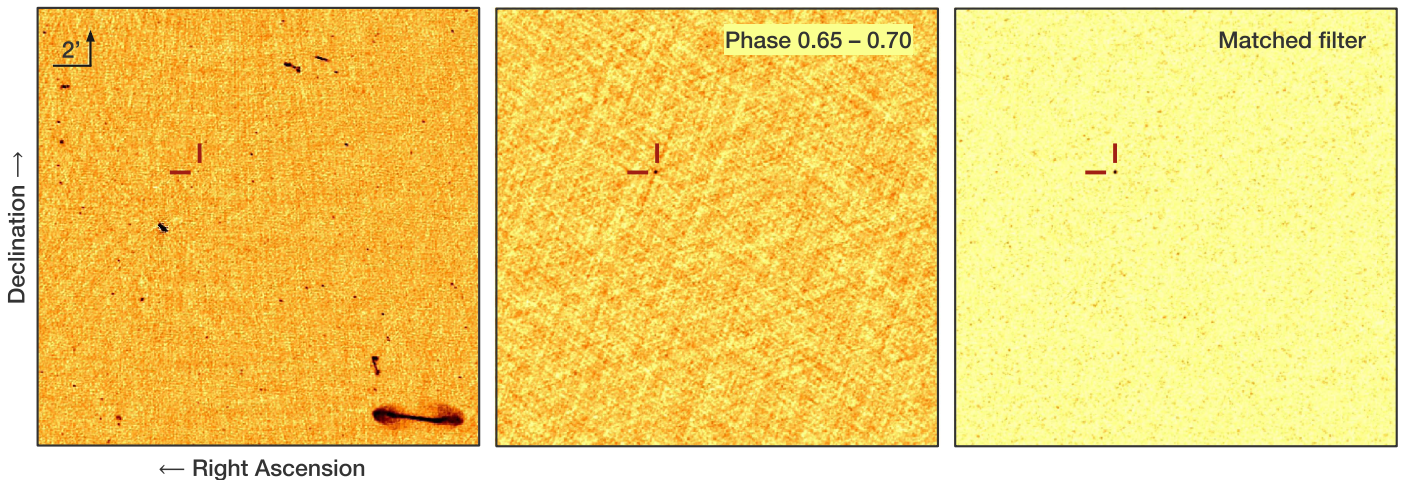 2'
Phase 0.65 – 0.70
Matched filter
Declination →
← Right Ascension